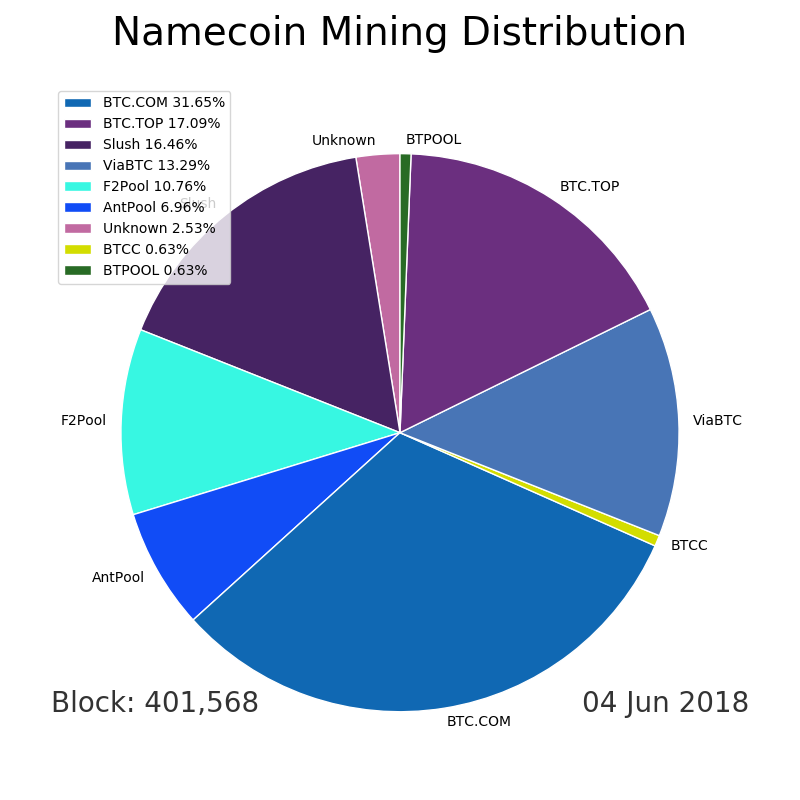 Namecoin Mining Distribution
BTC.COM 31.65%
BTC.TOP 17.09%
Slush 16.46%
ViaBTC 13.29%
F2Pool 10.76%
AntPool 6.96%
Unknown 2.53%
BTCC 0.63%
BTPOOL 0.63%
Unknown
BTPOOL
BTC.TOP
Slush
F2Pool
ViaBTC
BTCC
AntPool
BTC.COM
Block: 401,568
04 Jun 2018